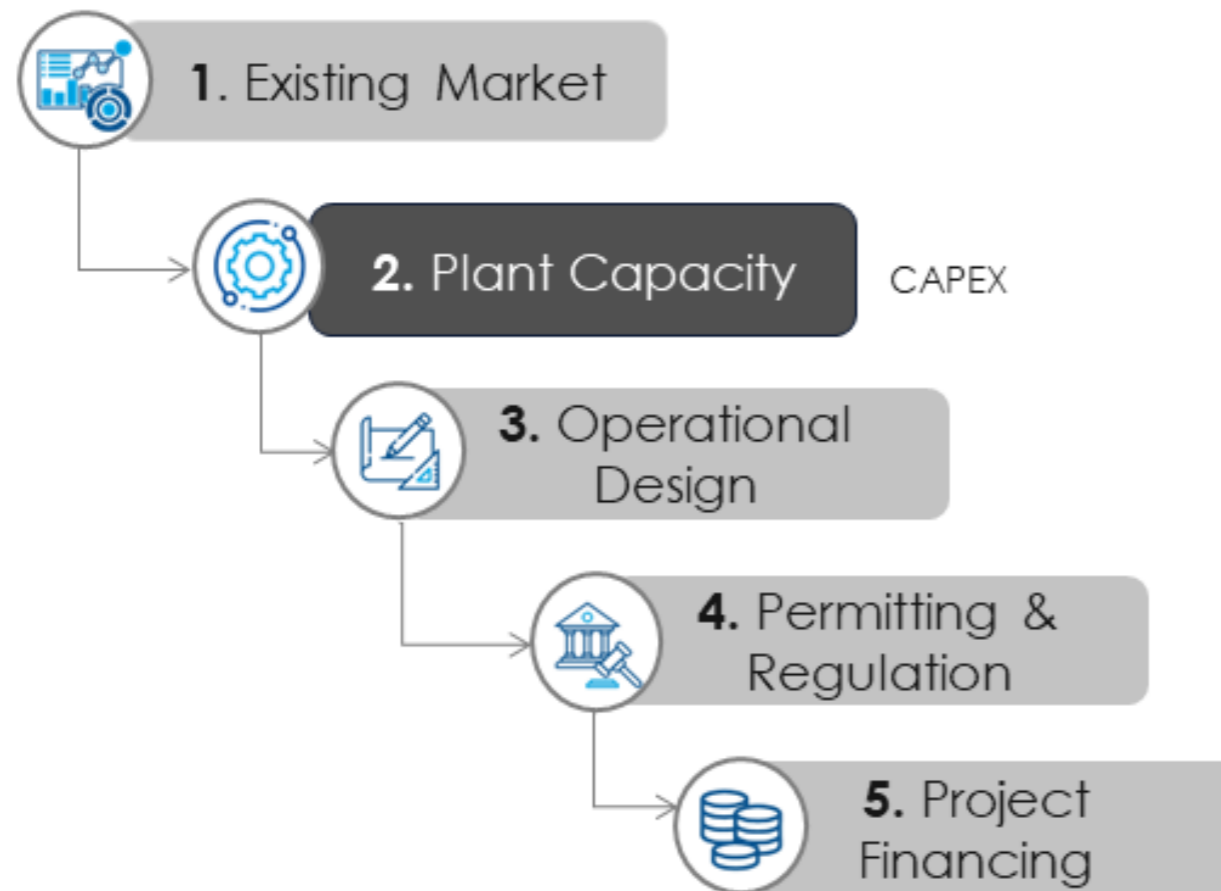 1. Existing Market
2. Plant Capacity
CAPEX
3. Operational
Design
4. Permitting &
Regulation
5. Project
Financing